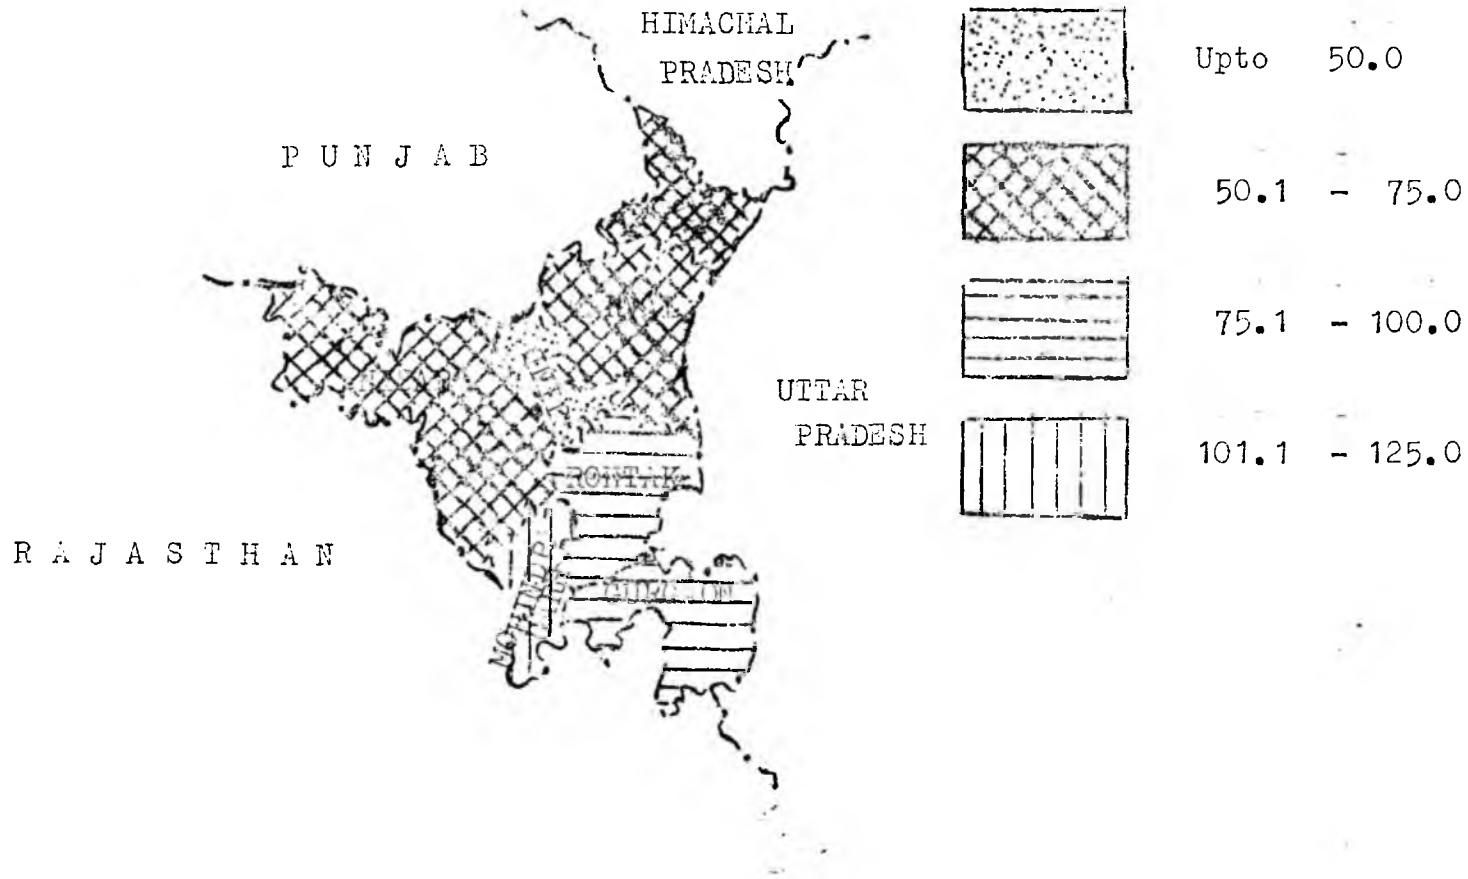 HIMACHAL
PRADESH
PUNJAB
UTTAR
PRADESH
RAJASTHAN
ROHTAK
GURGAON
Upto 50.0
50.1 - 75.0
75.1 - 100.0
101.1 - 125.0